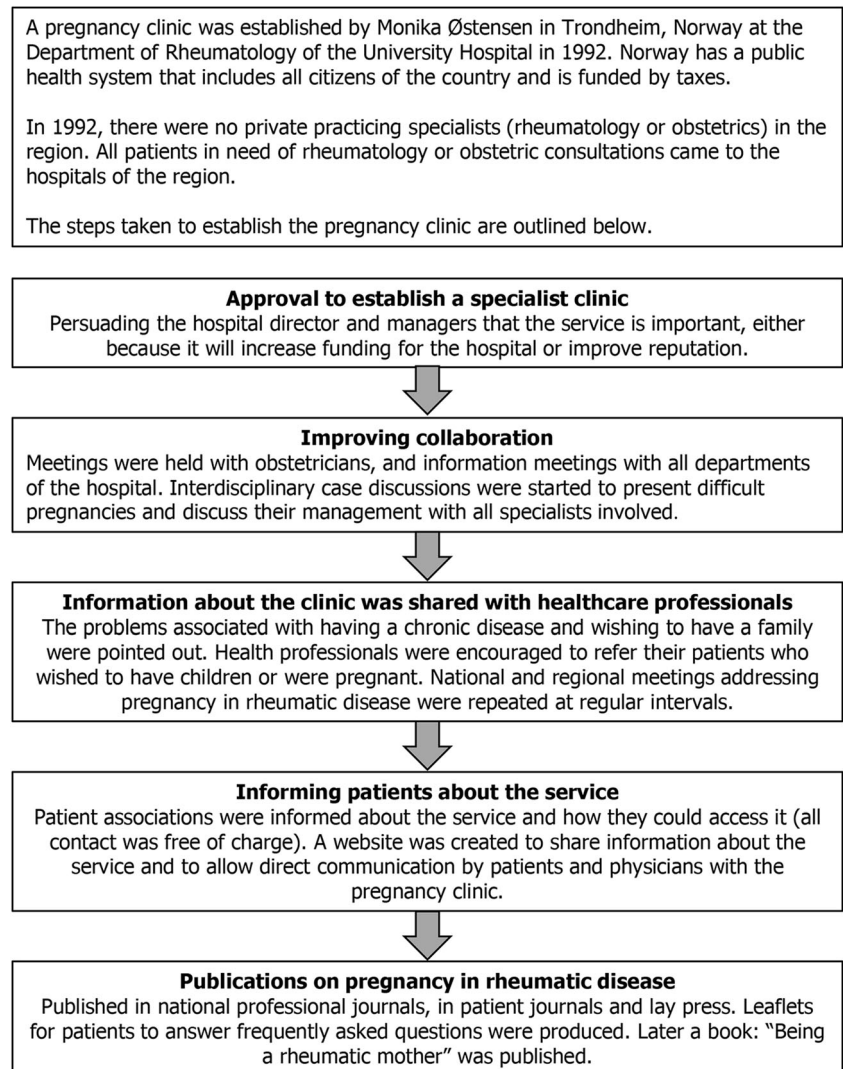 A pregnancy clinic was established by Monika Østensen in Trondheim, Norway at the
Department of Rheumatology of the University Hospital in 1992. Norway has a public
health system that includes all citizens of the country and is funded by taxes.
In 1992, there were no private practicing specialists (rheumatology or obstetrics) in the
region. All patients in need of rheumatology or obstetric consultations came to the
hospitals of the region.
The steps taken to establish the pregnancy clinic are outlined below.
Approval to establish a specialist clinic
Persuading the hospital director and managers that the service is important, either
because it will increase funding for the hospital or improve reputation.
Improving collaboration
Meetings were held with obstetricians, and information meetings with all departments
of the hospital. Interdisciplinary case discussions were started to present difficult
pregnancies and discuss their management with all specialists involved.
Information about the clinic was shared with healthcare professionals
The problems associated with having a chronic disease and wishing to have a family
were pointed out. Health professionals were encouraged to refer their patients who
wished to have children or were pregnant. National and regional meetings addressing
pregnancy in rheumatic disease were repeated at regular intervals.
Informing patients about the service
Patient associations were informed about the service and how they could access it (all
contact was free of charge). A website was created to share information about the
service and to allow direct communication by patients and physicians with the
pregnancy clinic.
Publications on pregnancy in rheumatic disease
Published in national professional journals, in patient journals and lay press. Leaflets
for patients to answer frequently asked questions were produced. Later a book: “Being
a rheumatic mother” was published.